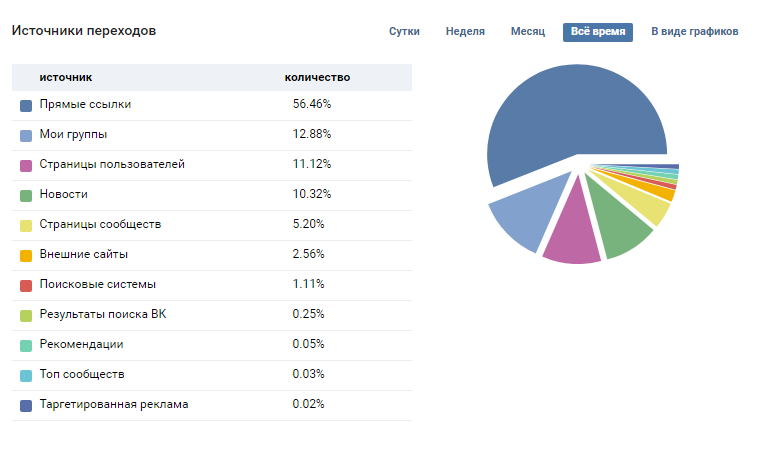 Источники переходов
Сутки Неделя Месяц Всё время В виде графиков
источник количество
Прямые ссылки 56.46%
Мои группы 12.88%
Страницы пользователей 11.12%
Новости 10.32%
Страницы сообществ 5.20%
Внешние сайты 2.56%
Поисковые системы 1.11%
Результаты поиска ВК 0.25%
Рекомендации 0.05%
Топ сообществ 0.03%
Таргетированная реклама 0.02%